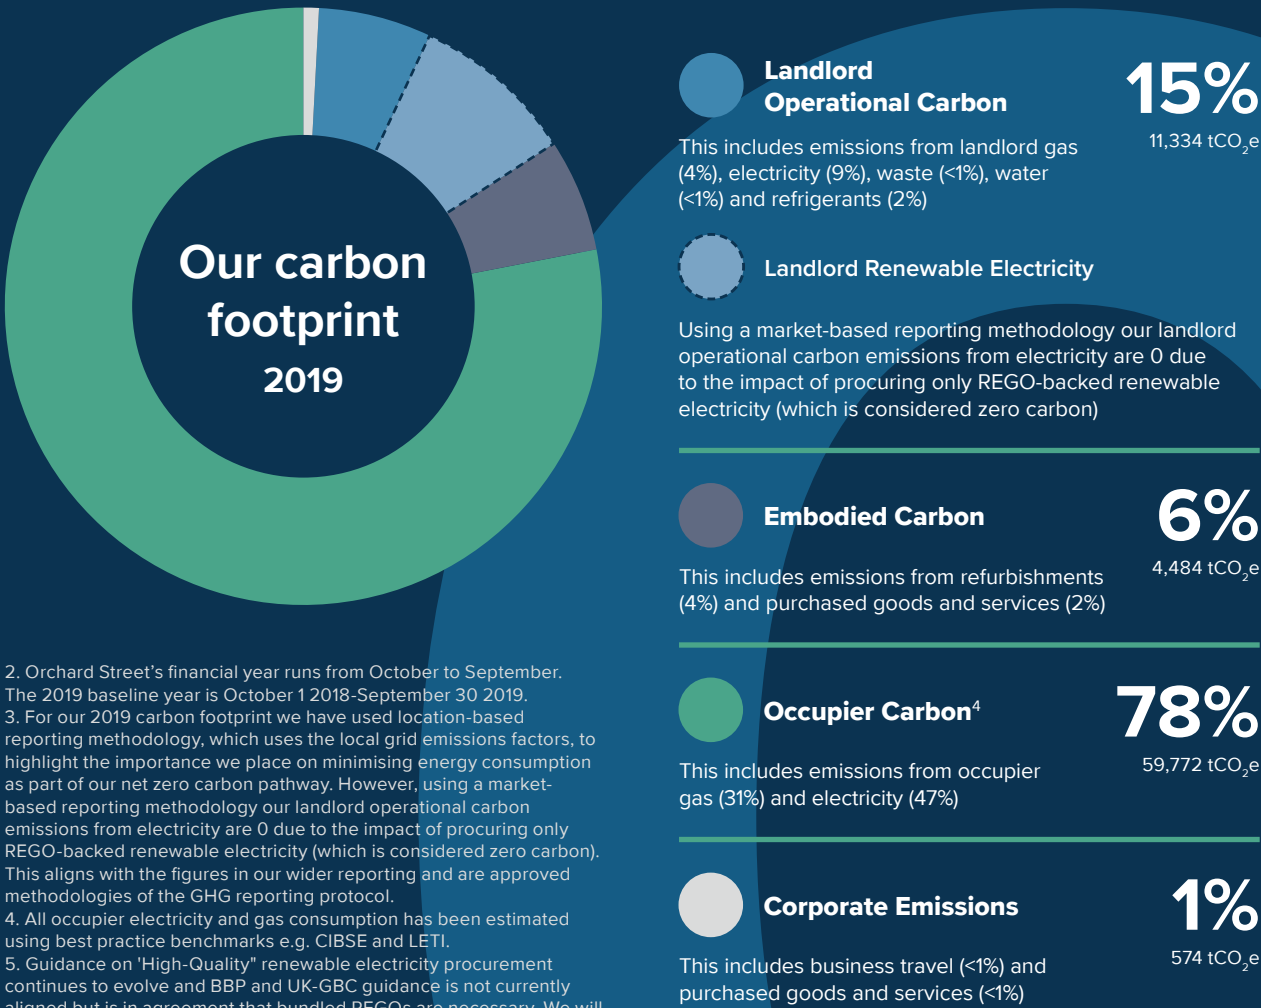 Our carbon
footprint
2019
Landlord
Operational Carbon
15%
11,334 tCO₂e
This includes emissions from landlord gas
(4%), electricity (9%), waste (<1%), water
(<1%) and refrigerants (2%)
Landlord Renewable Electricity
Using a market-based reporting methodology our landlord
operational carbon emissions from electricity are 0 due
to the impact of procuring only REGO-backed renewable
electricity (which is considered zero carbon)
Embodied Carbon
6%
4,484 tCO₂e
This includes emissions from refurbishments
(4%) and purchased goods and services (2%)
Occupier Carbon⁴
78%
59,772 tCO₂e
This includes emissions from occupier
gas (31%) and electricity (47%)
Corporate Emissions
1%
574 tCO₂e
This includes business travel (<1%) and
purchased goods and services (<1%)
2. Orchard Street’s financial year runs from October to September.
The 2019 baseline year is October 1 2018-September 30 2019.
3. For our 2019 carbon footprint we have used location-based
reporting methodology, which uses the local grid emissions factors, to
highlight the importance we place on minimising energy consumption
as part of our net zero carbon pathway. However, using a market-
based reporting methodology our landlord operational carbon
emissions from electricity are 0 due to the impact of procuring only
REGO-backed renewable electricity (which is considered zero carbon).
This aligns with the figures in our wider reporting and are approved
methodologies of the GHG reporting protocol.
4. All occupier electricity and gas consumption has been estimated
using best practice benchmarks e.g. CIBSE and LETI.
5. Guidance on 'High-Quality" renewable electricity procurement
continues to evolve and BBP and UK-GBC guidance is not currently
aligned but is in agreement that bundled REGOs are necessary. We will